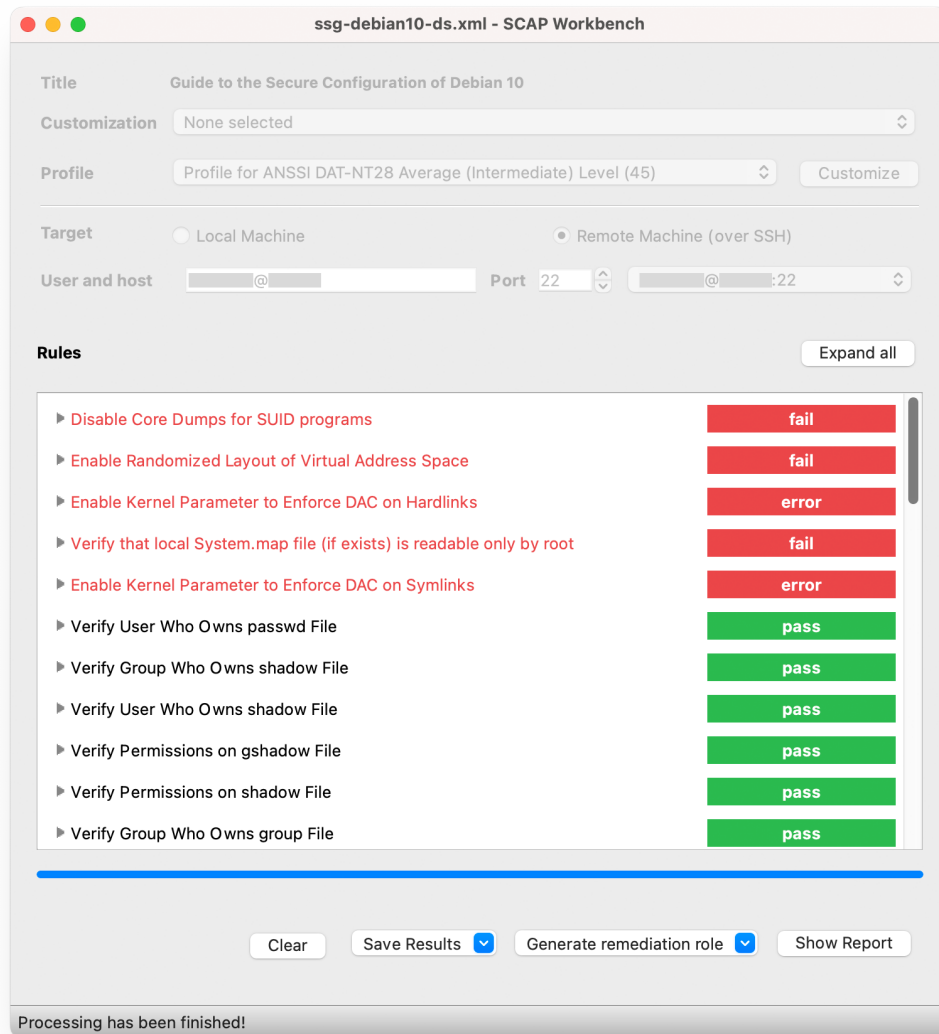 ssg-debian10-ds.xml - SCAP Workbench
Title Guide to the Secure Configuration of Debian 10
Customization None selected
Profile Profile for ANSSI DAT-NT28 Average (Intermediate) Level (45) Customize
Target Local Machine Remote Machine (over SSH)
User and host @ Port 22 @ :22
Rules Expand all
Disable Core Dumps for SUID programs fail
Enable Randomized Layout of Virtual Address Space fail
Enable Kernel Parameter to Enforce DAC on Hardlinks error
Verify that local System.map file (if exists) is readable only by root fail
Enable Kernel Parameter to Enforce DAC on Symlinks error
Verify User Who Owns passwd File pass
Verify Group Who Owns shadow File pass
Verify User Who Owns shadow File pass
Verify Permissions on gshadow File pass
Verify Permissions on shadow File pass
Verify Group Who Owns group File pass
Clear Save Results Generate remediation role Show Report
Processing has been finished!